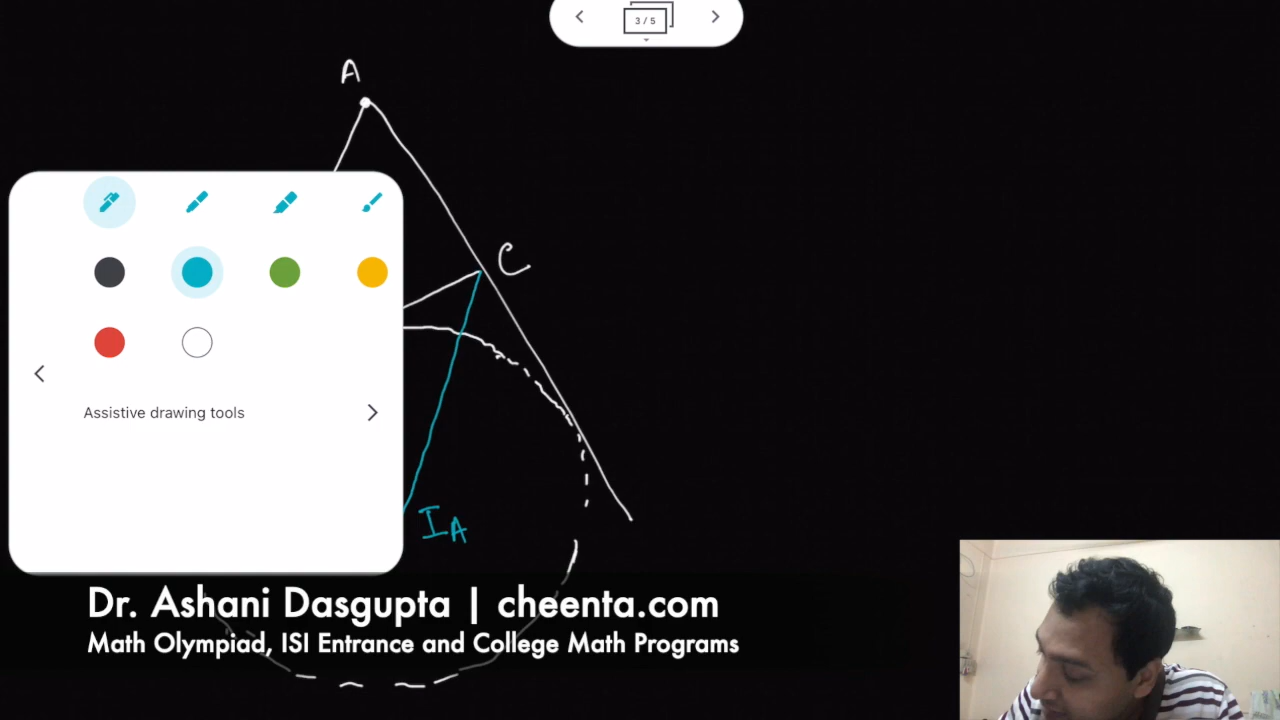 3 / 5
A
C
Assistive drawing tools
I_A
Dr. Ashani Dasgupta | cheenta.com
Math Olympiad, ISI Entrance and College Math Programs